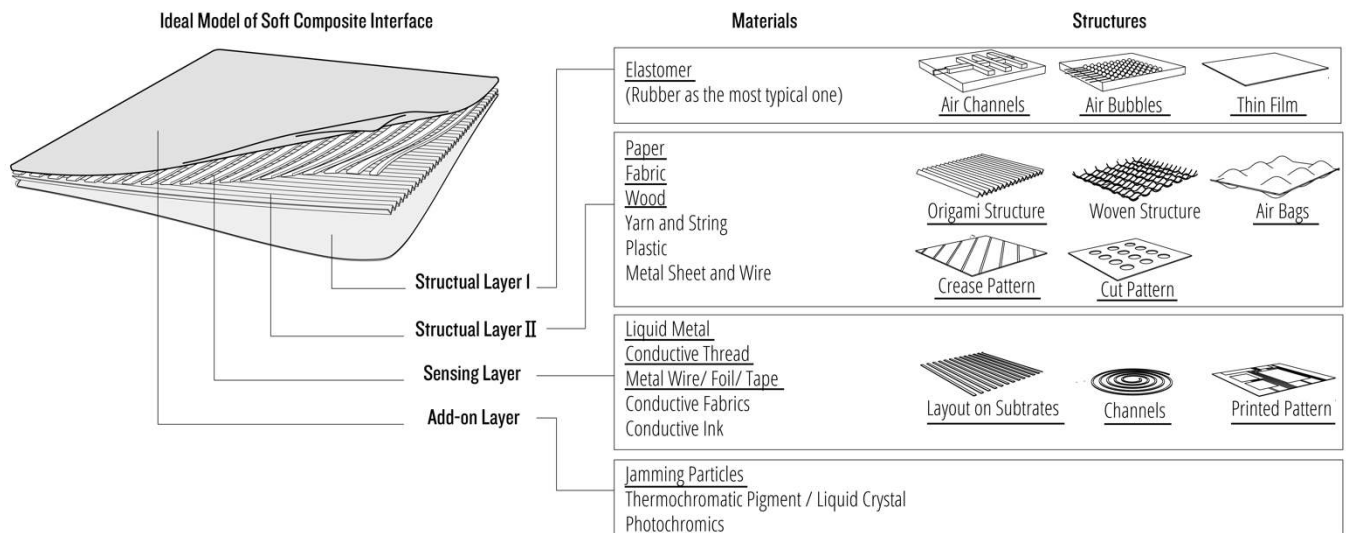 Ideal Model of Soft Composite Interface
Materials
Structures
Elastomer
(Rubber as the most typical one)
Air Channels
Air Bubbles
Thin Film
Paper
Fabric
Wood
Yarn and String
Plastic
Metal Sheet and Wire
Origami Structure
Woven Structure
Air Bags
Crease Pattern
Cut Pattern
Structual Layer I
Structual Layer II
Sensing Layer
Add-on Layer
Liquid Metal
Conductive Thread
Metal Wire/ Foil/ Tape
Conductive Fabrics
Conductive Ink
Layout on Subtrates
Channels
Printed Pattern
Jamming Particles
Thermochromatic Pigment / Liquid Crystal
Photochromics